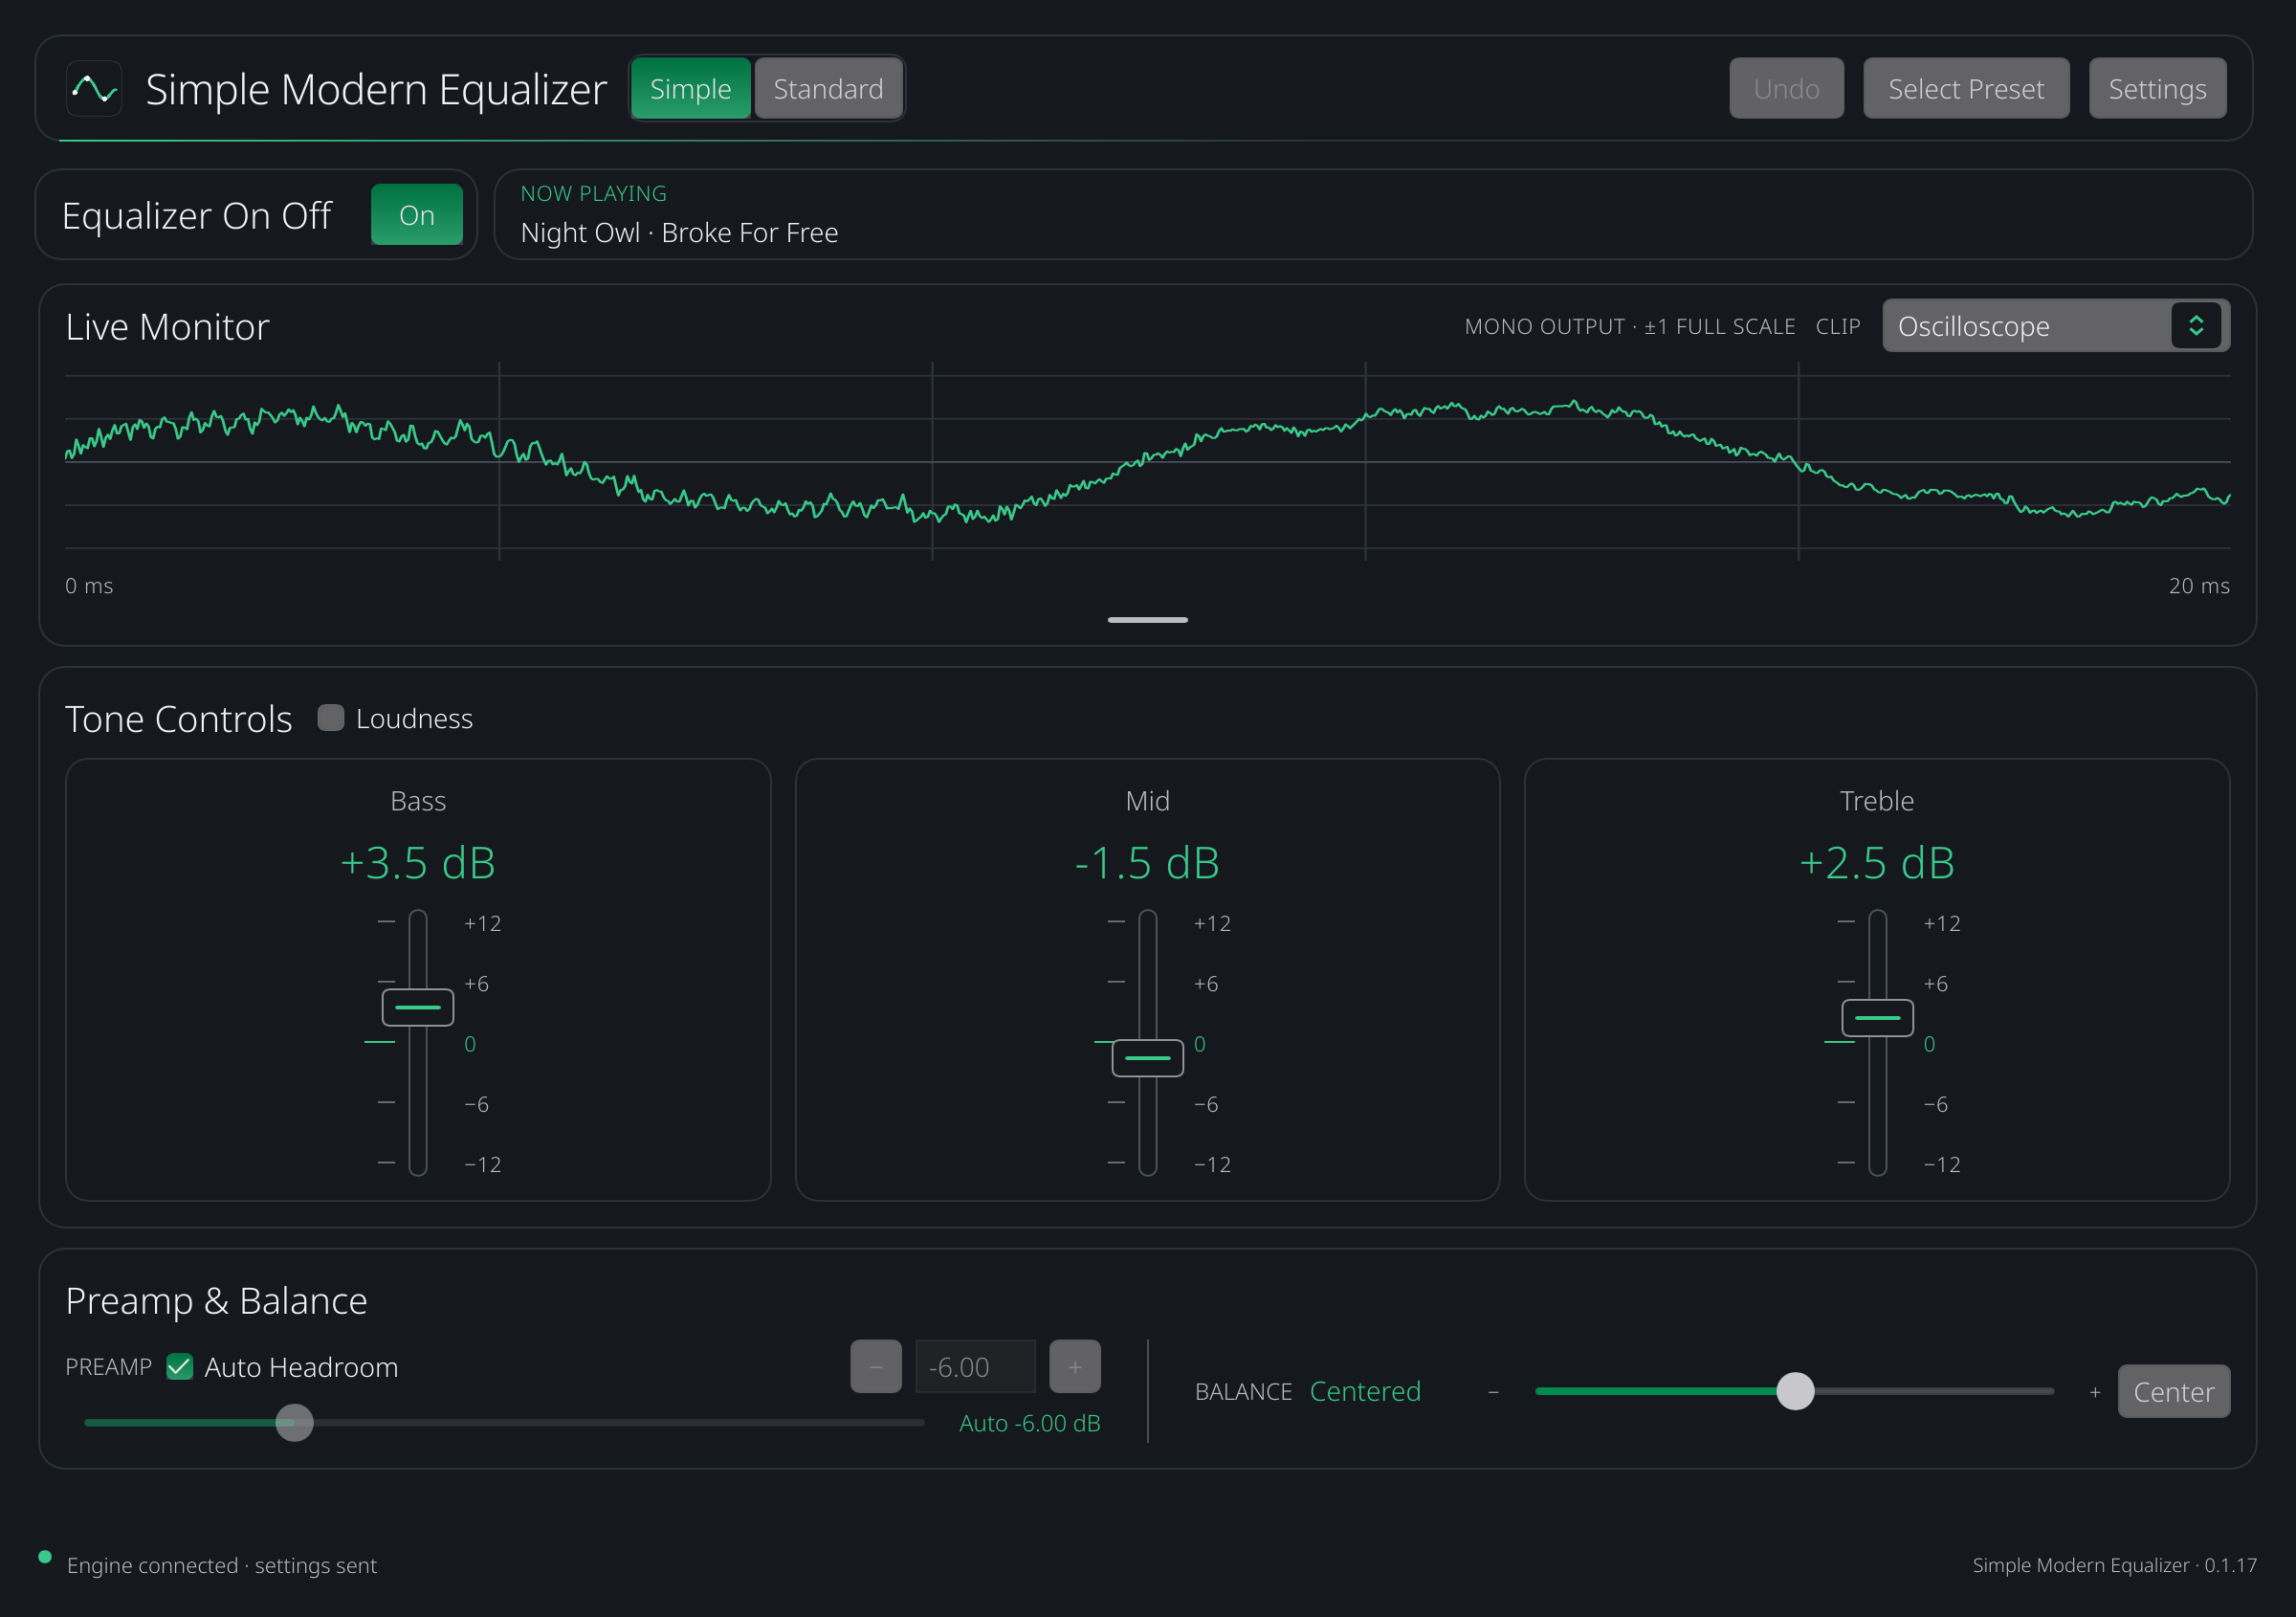 Simple Modern Equalizer
Simple
Standard
Undo
Select Preset
Settings
Equalizer On Off
On
NOW PLAYING
Night Owl · Broke For Free
Live Monitor
MONO OUTPUT · ±1 FULL SCALE
CLIP
Oscilloscope
0 ms
20 ms
Tone Controls
Loudness
Bass
+3.5 dB
+12
+6
0
−6
−12
Mid
-1.5 dB
+12
+6
0
−6
−12
Treble
+2.5 dB
+12
+6
0
−6
−12
Preamp & Balance
PREAMP
Auto Headroom
−
-6.00
+
Auto -6.00 dB
BALANCE
Centered
−
+
Center
Engine connected · settings sent
Simple Modern Equalizer · 0.1.17